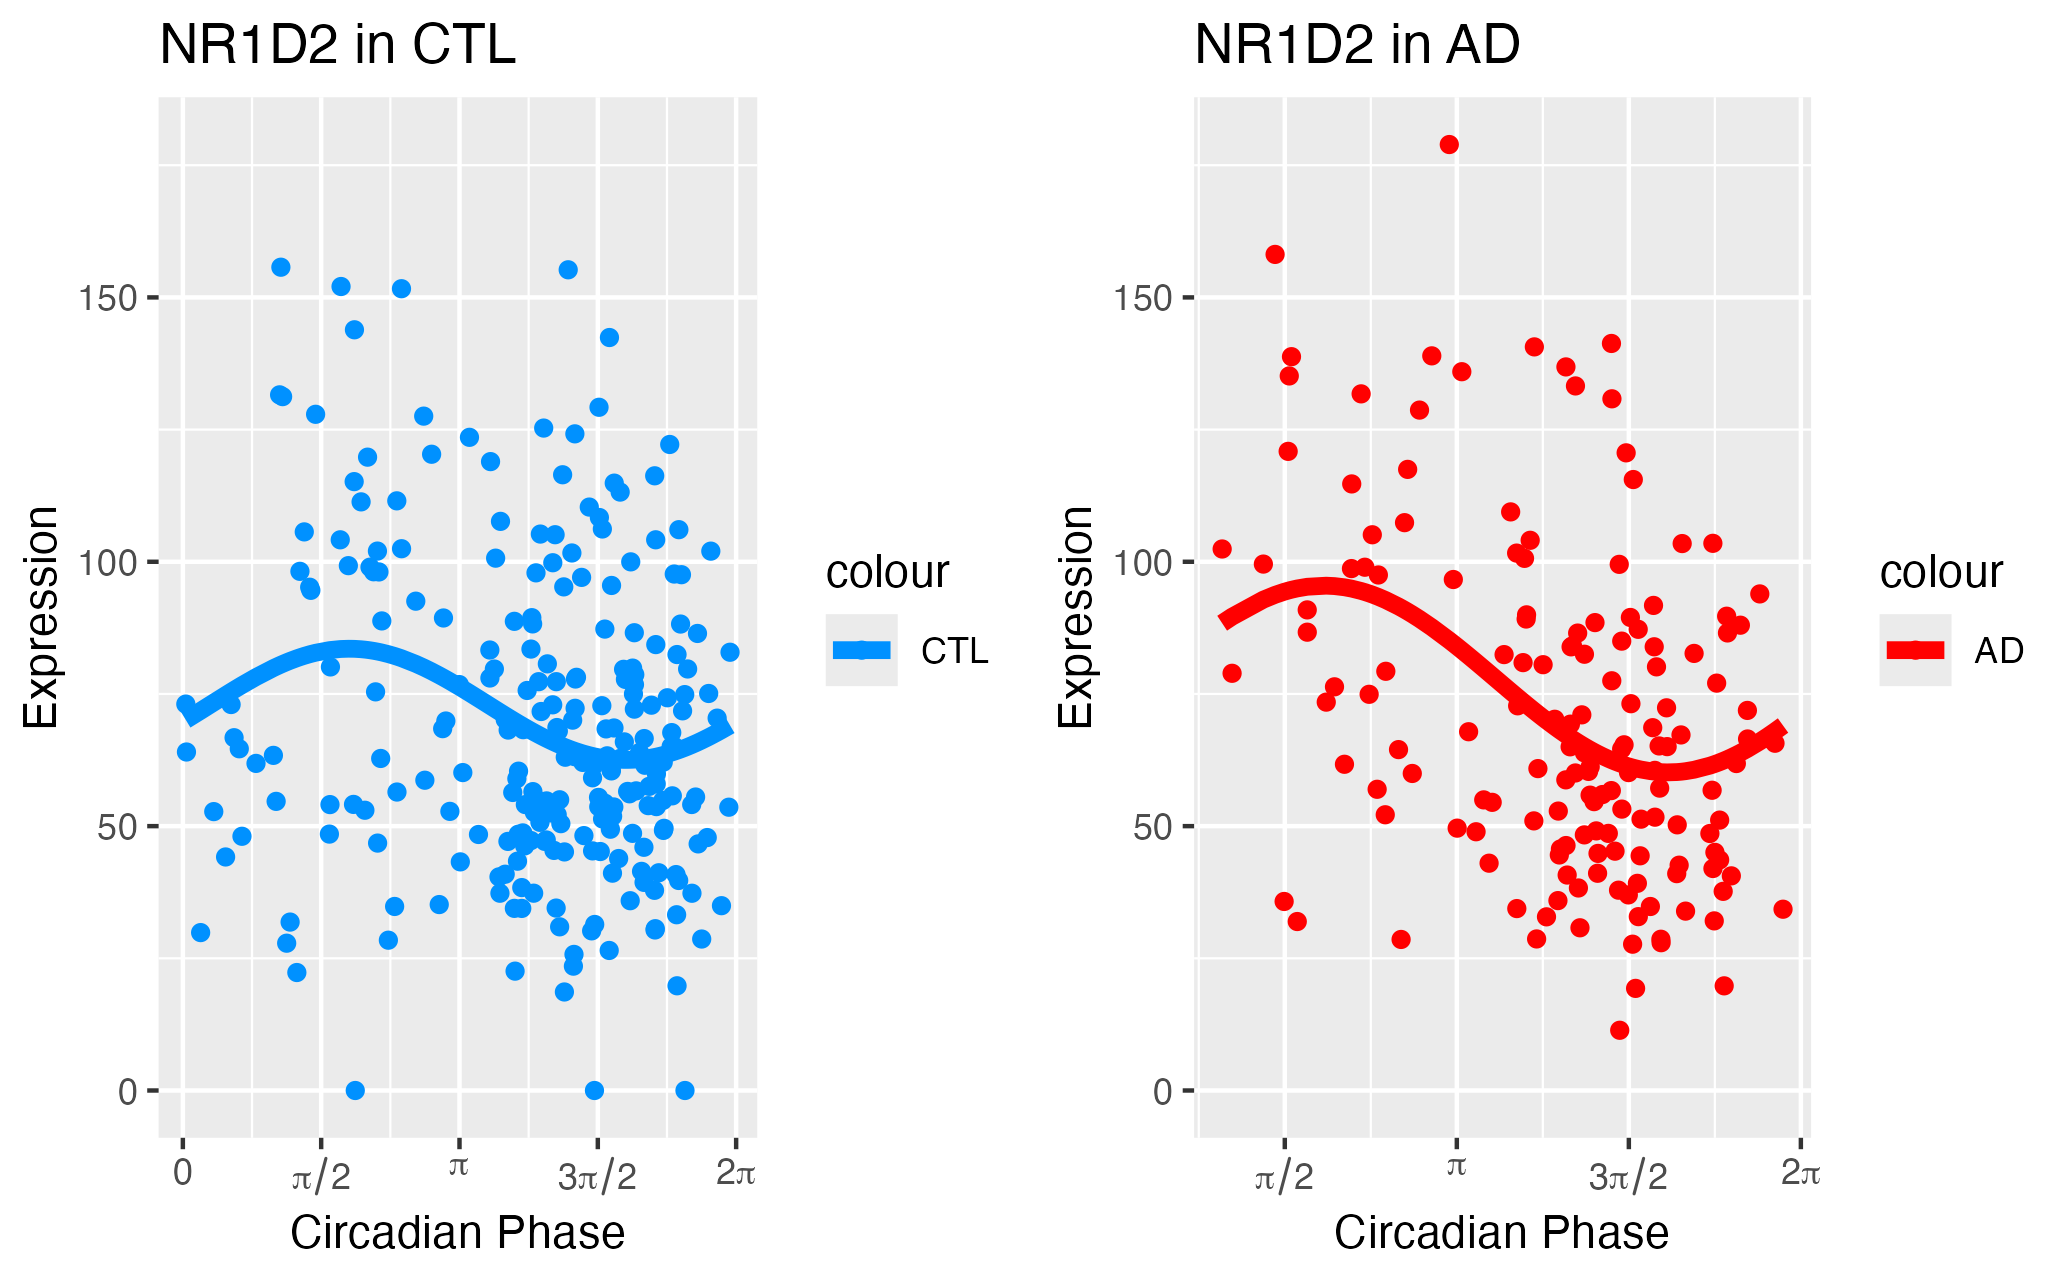 NR1D2 in CTL
150
100
50
0
Expression
0 π/2 π 3π/2 2π
Circadian Phase
colour
CTL
NR1D2 in AD
150
100
50
0
Expression
π/2 π 3π/2 2π
Circadian Phase
colour
AD